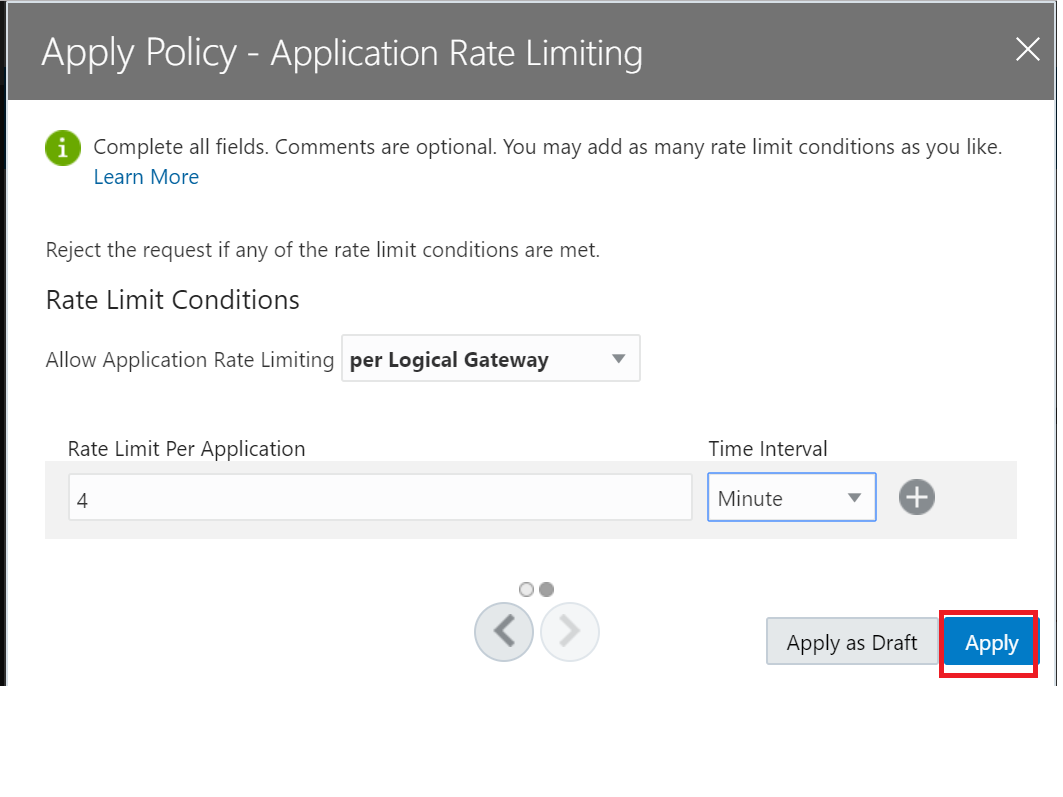 Apply Policy - Application Rate Limiting
Complete all fields. Comments are optional. You may add as many rate limit conditions as you like.
Learn More
Reject the request if any of the rate limit conditions are met.
Rate Limit Conditions
Allow Application Rate Limiting per Logical Gateway
Rate Limit Per Application Time Interval
4 Minute
Apply as Draft Apply